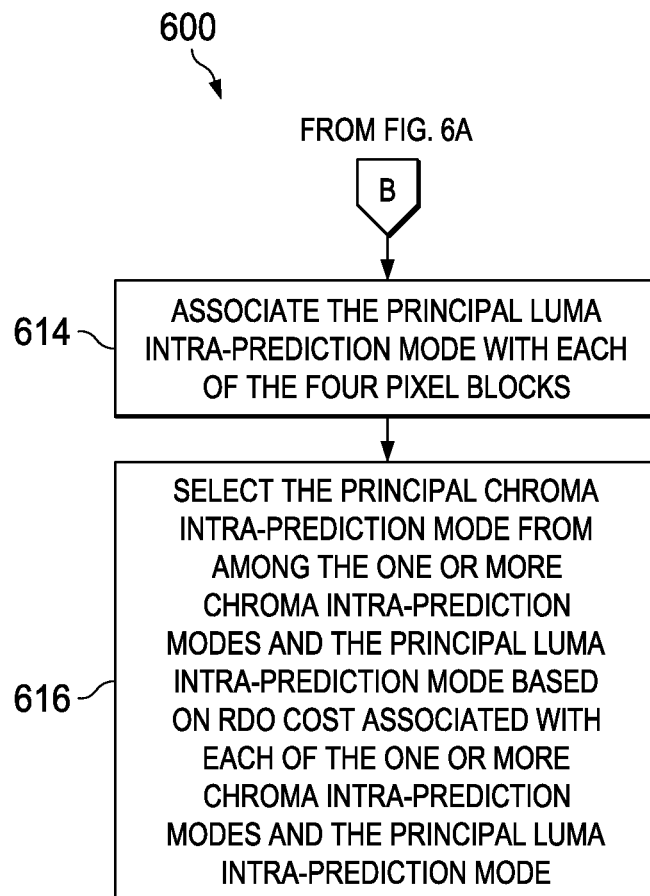 600
FROM FIG. 6A
B
614
ASSOCIATE THE PRINCIPAL LUMA
INTRA-PREDICTION MODE WITH EACH
OF THE FOUR PIXEL BLOCKS
616
SELECT THE PRINCIPAL CHROMA
INTRA-PREDICTION MODE FROM
AMONG THE ONE OR MORE
CHROMA INTRA-PREDICTION
MODES AND THE PRINCIPAL LUMA
INTRA-PREDICTION MODE BASED
ON RDO COST ASSOCIATED WITH
EACH OF THE ONE OR MORE
CHROMA INTRA-PREDICTION
MODES AND THE PRINCIPAL LUMA
INTRA-PREDICTION MODE